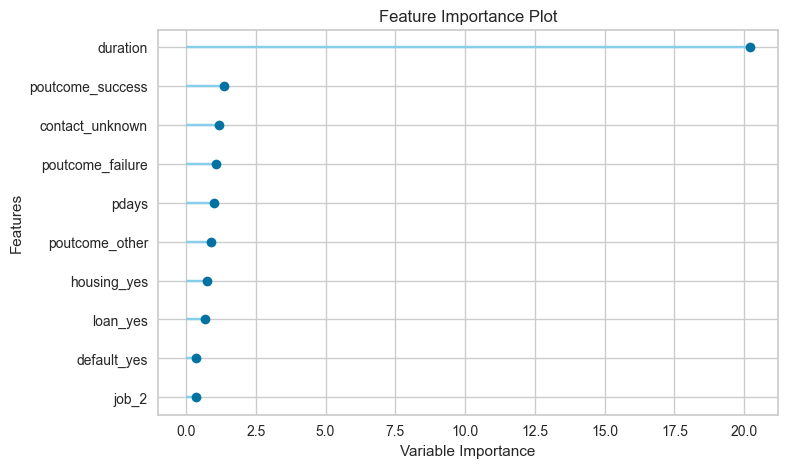 Feature Importance Plot
duration
poutcome_success
contact_unknown
poutcome_failure
pdays
poutcome_other
housing_yes
loan_yes
default_yes
job_2
Features
0.0 2.5 5.0 7.5 10.0 12.5 15.0 17.5 20.0
Variable Importance